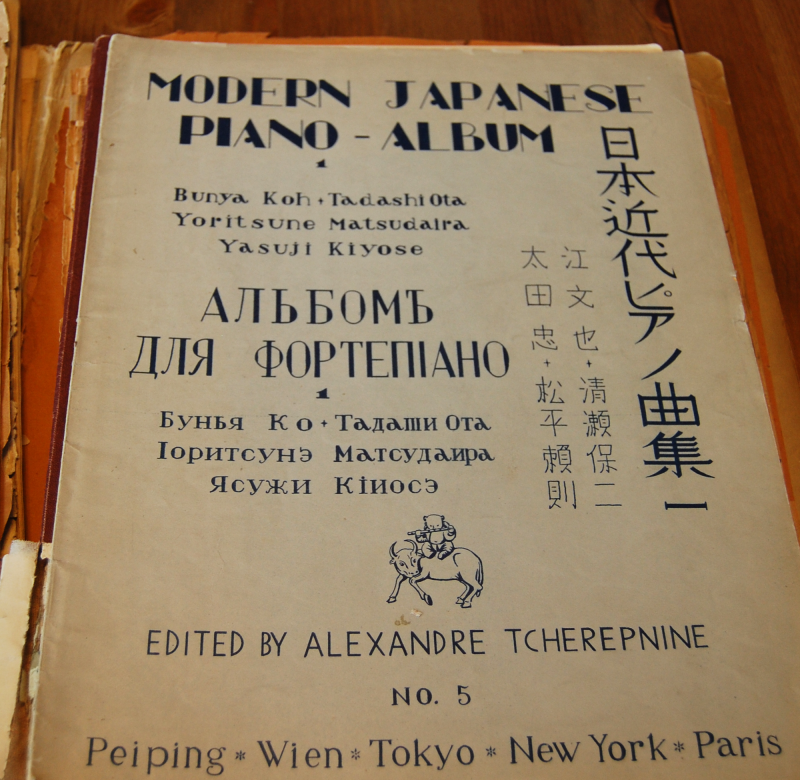 MODERN JAPANESE
PIANO - ALBUM
1
Bunya Koh + Tadashi Ota
Yoritsune Matsudaira
Yasuji Kiyose
АЛЬБОМЪ
ДЛЯ ФОРТЕПІАНО
1
Бунья Ко + Тадаши Ота
Іоритсунэ Матсудаира
Ясужи Кіиосэ
日本近代ピアノ曲集一
江文也+清瀬保二
太田忠+松平頼則
EDITED BY ALEXANDRE TCHEREPNINE
NO. 5
Peiping * Wien * Tokyo * New York * Paris